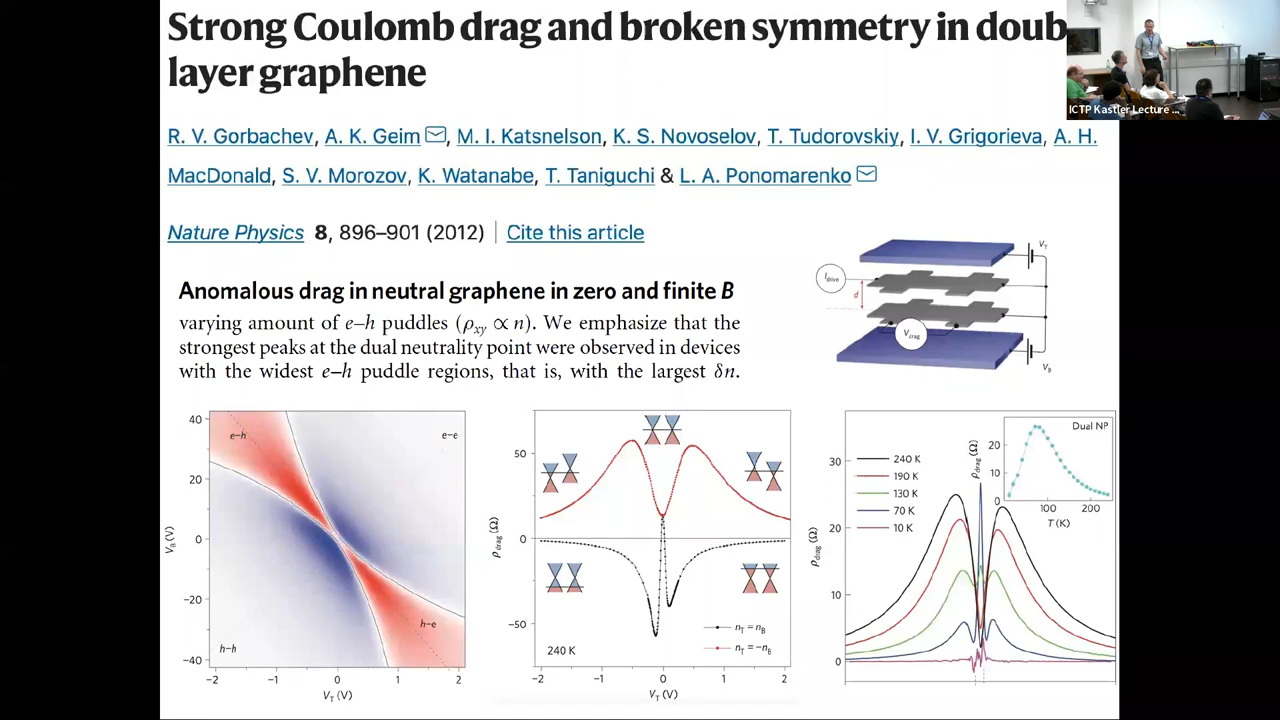 Strong Coulomb drag and broken symmetry in doub
layer graphene
ICTP Kastler Lecture ...
R. V. Gorbachev, A. K. Geim, M. I. Katsnelson, K. S. Novoselov, T. Tudorovskiy, I. V. Grigorieva, A. H.
MacDonald, S. V. Morozov, K. Watanabe, T. Taniguchi & L. A. Ponomarenko
Nature Physics 8, 896–901 (2012) | Cite this article
Anomalous drag in neutral graphene in zero and finite B
varying amount of e–h puddles (ρxy ∝ n). We emphasize that the
strongest peaks at the dual neutrality point were observed in devices
with the widest e–h puddle regions, that is, with the largest δn.
VT
Idrive
d
Vdrag
VB
40
20
0
−20
−40
VB (V)
e–h
e–e
h–e
h–h
−2 −1 0 1 2
VT (V)
50
0
−50
ρdrag (Ω)
240 K
nT = nB
nT = −nB
−2 −1 0 1 2
VT (V)
30
20
10
0
ρdrag (Ω)
240 K
190 K
130 K
70 K
10 K
Dual NP
ρdrag (Ω)
20
10
0
100 200
T (K)